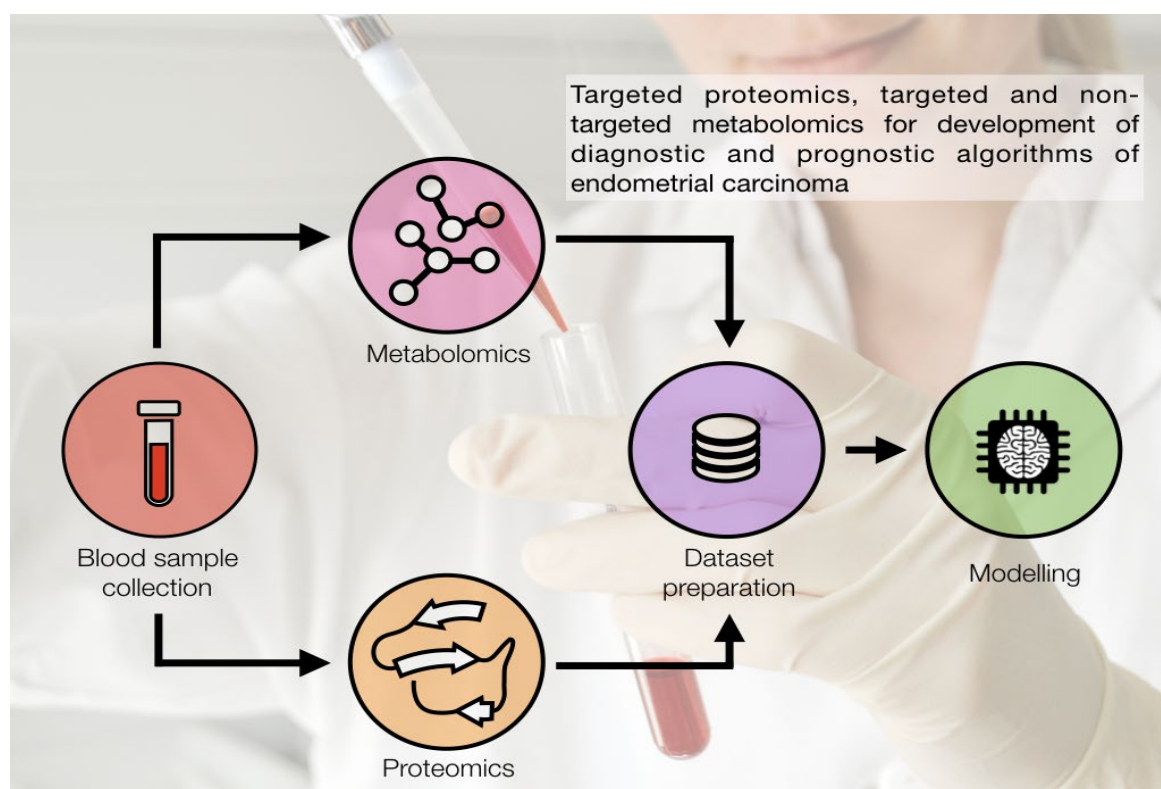 Targeted proteomics, targeted and non-
targeted metabolomics for development of
diagnostic and prognostic algorithms of
endometrial carcinoma
Metabolomics
Blood sample
collection
Dataset
preparation
Modelling
Proteomics